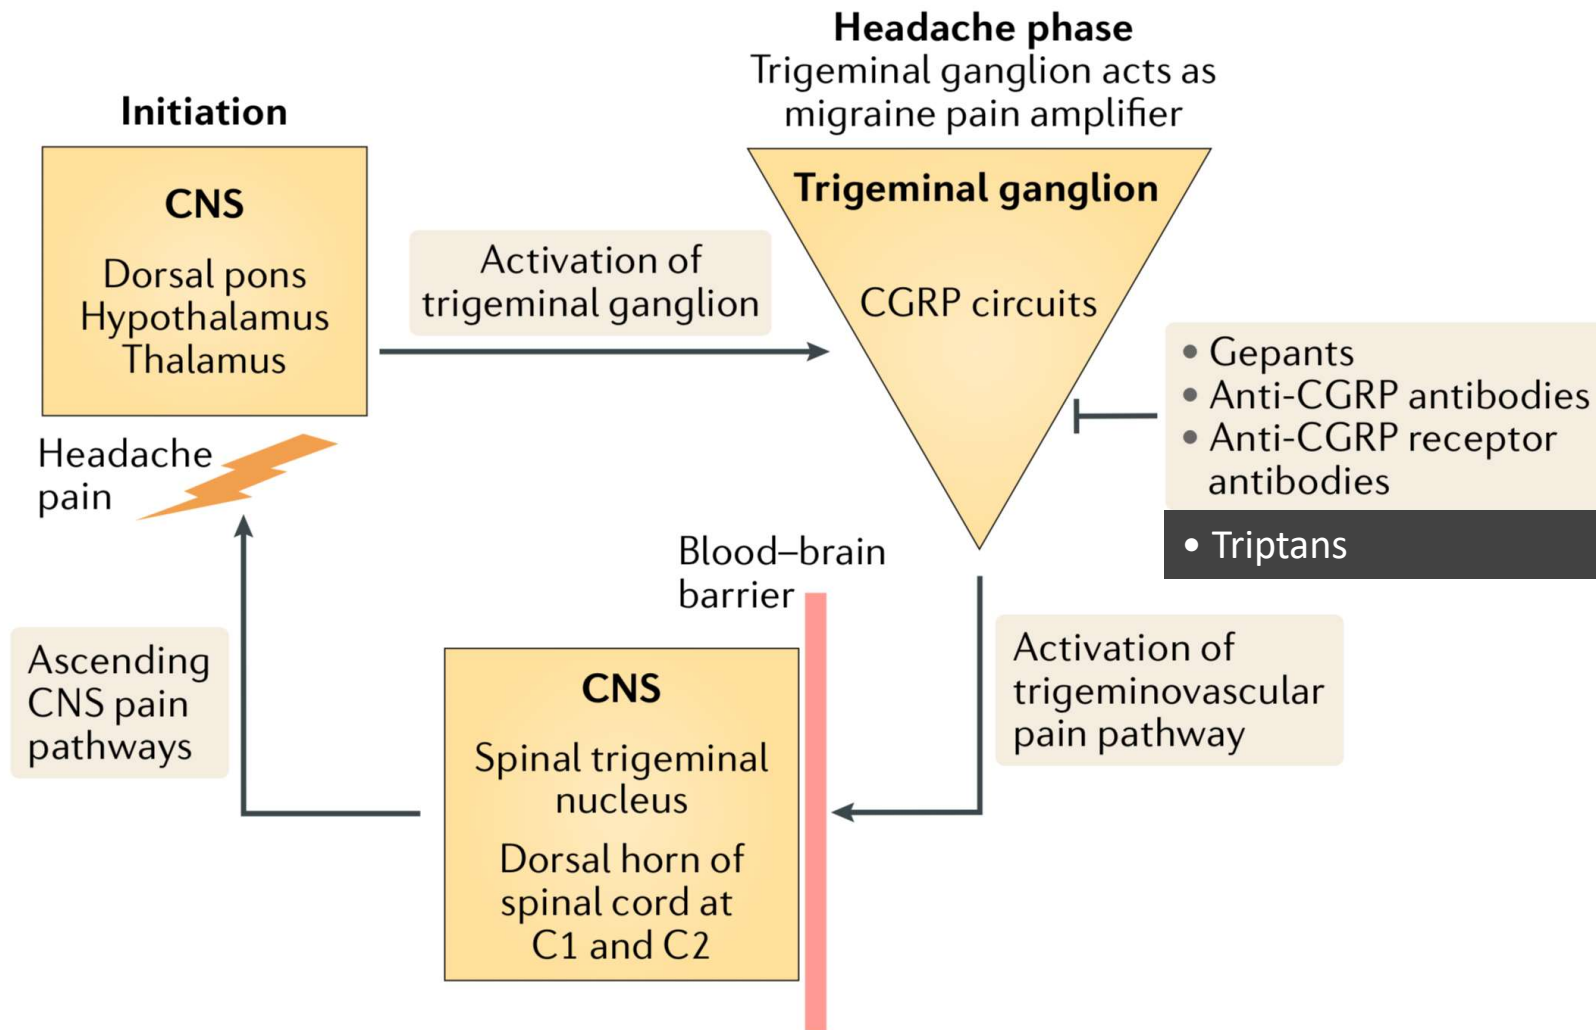 Initiation
CNS
Dorsal pons
Hypothalamus
Thalamus
Activation of
trigeminal ganglion
Headache phase
Trigeminal ganglion acts as
migraine pain amplifier
Trigeminal ganglion
CGRP circuits
• Gepants
• Anti-CGRP antibodies
• Anti-CGRP receptor
antibodies
• Triptans
Activation of
trigeminovascular
pain pathway
Blood–brain
barrier
CNS
Spinal trigeminal
nucleus
Dorsal horn of
spinal cord at
C1 and C2
Ascending
CNS pain
pathways
Headache
pain